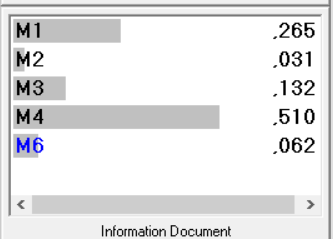 M1 ,265
M2 ,031
M3 ,132
M4 ,510
M6 ,062
Information Document